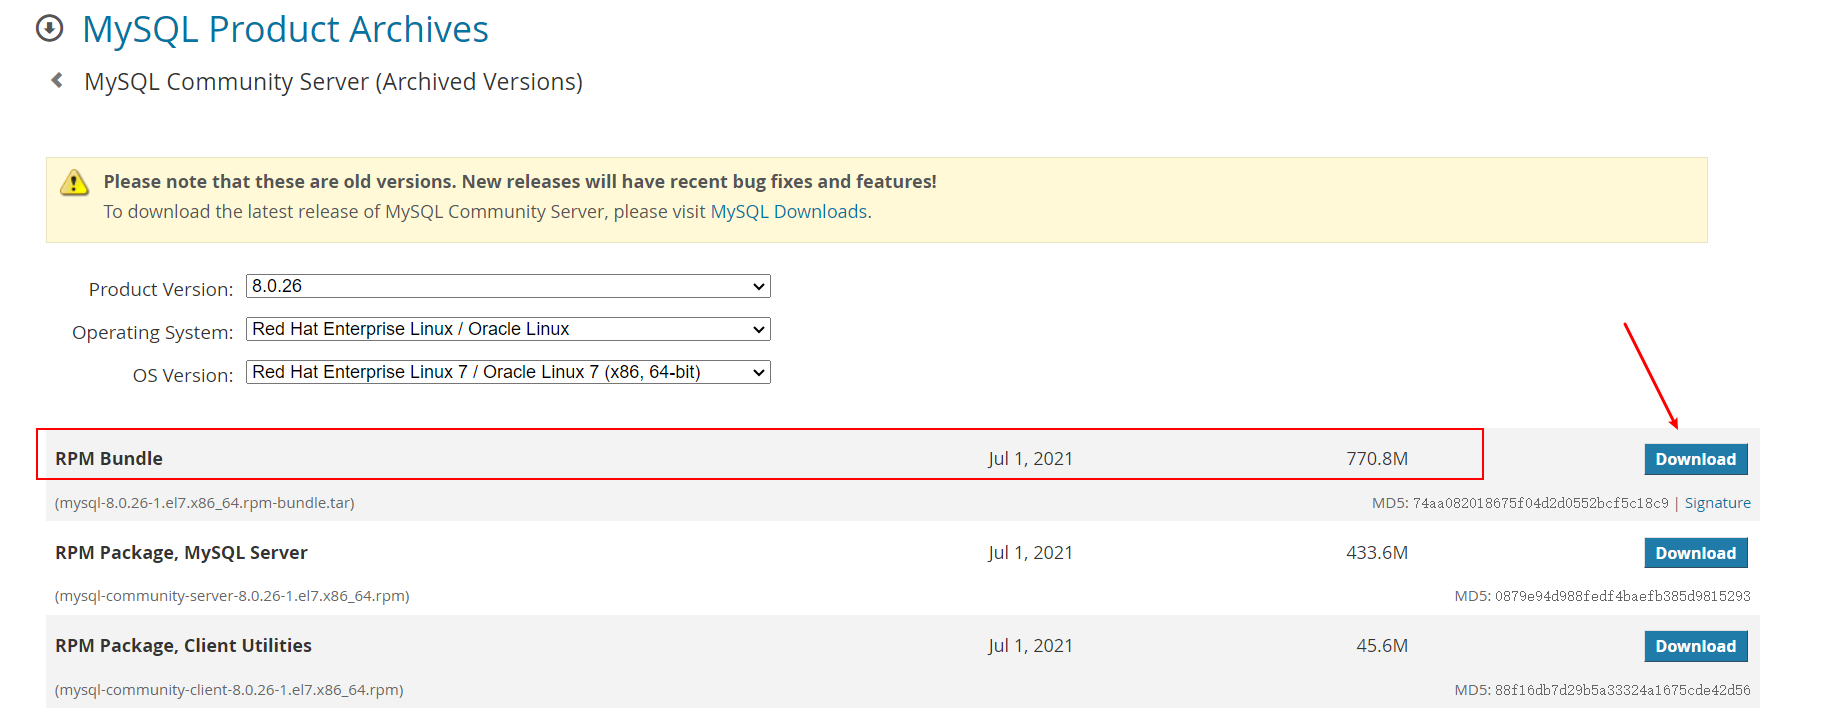 MySQL Product Archives
MySQL Community Server (Archived Versions)
Please note that these are old versions. New releases will have recent bug fixes and features!
To download the latest release of MySQL Community Server, please visit MySQL Downloads.
Product Version: 8.0.26
Operating System: Red Hat Enterprise Linux / Oracle Linux
OS Version: Red Hat Enterprise Linux 7 / Oracle Linux 7 (x86, 64-bit)
RPM Bundle Jul 1, 2021 770.8M Download
(mysql-8.0.26-1.el7.x86_64.rpm-bundle.tar) MD5: 74aa082018675f04d2d0552bcf5c18c9 | Signature
RPM Package, MySQL Server Jul 1, 2021 433.6M Download
(mysql-community-server-8.0.26-1.el7.x86_64.rpm) MD5: 0879e94d988fedf4baefb385d9815293
RPM Package, Client Utilities Jul 1, 2021 45.6M Download
(mysql-community-client-8.0.26-1.el7.x86_64.rpm) MD5: 88f16db7d29b5a33324a1675cde42d56